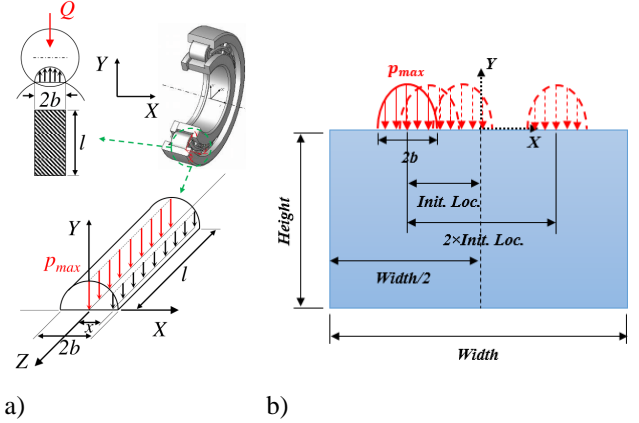 Q
Y
X
2b
l
Y
p_max
l
x
X
2b
Z
a)
Y
p_max
X
2b
Init. Loc.
2×Init. Loc.
Height
Width/2
Width
b)